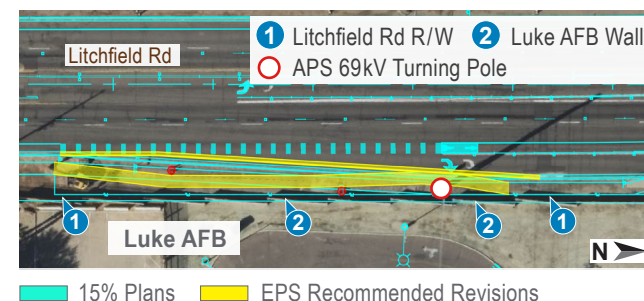 1 Litchfield Rd R/W 2 Luke AFB Wall
Litchfield Rd
APS 69kV Turning Pole
1 2 2 1
Luke AFB
N
15% Plans EPS Recommended Revisions